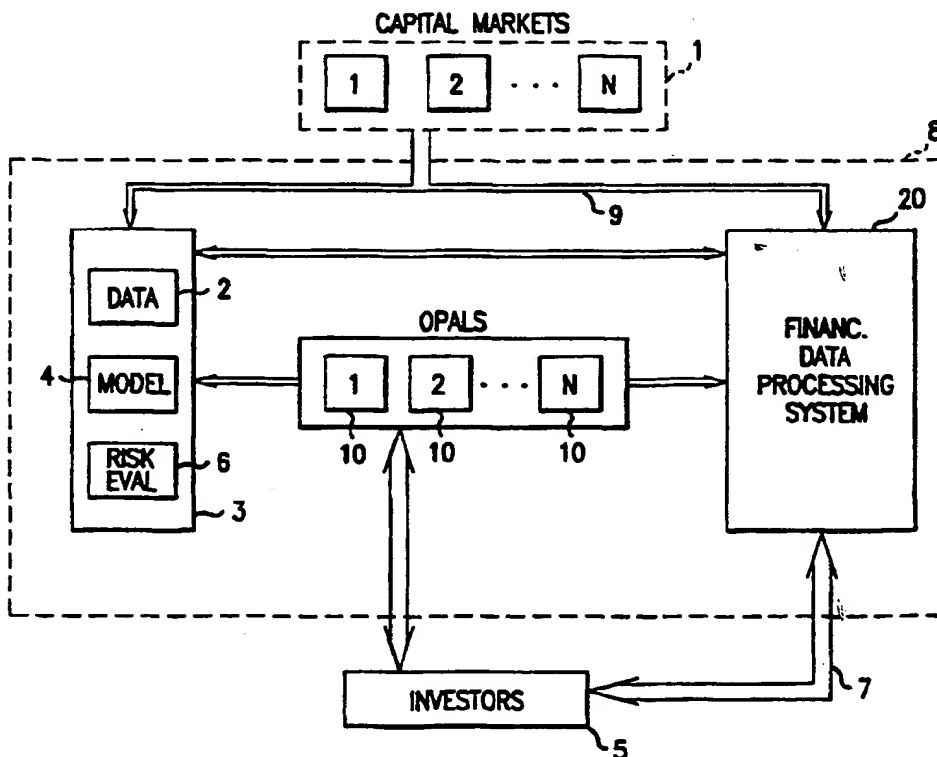 CAPITAL MARKETS
1 2 ... N
1
8
9
20
DATA
2
OPALS
FINANC.
DATA
PROCESSING
SYSTEM
4
MODEL
1 2 ... N
10 10 10
RISK
EVAL
6
3
INVESTORS
7
5